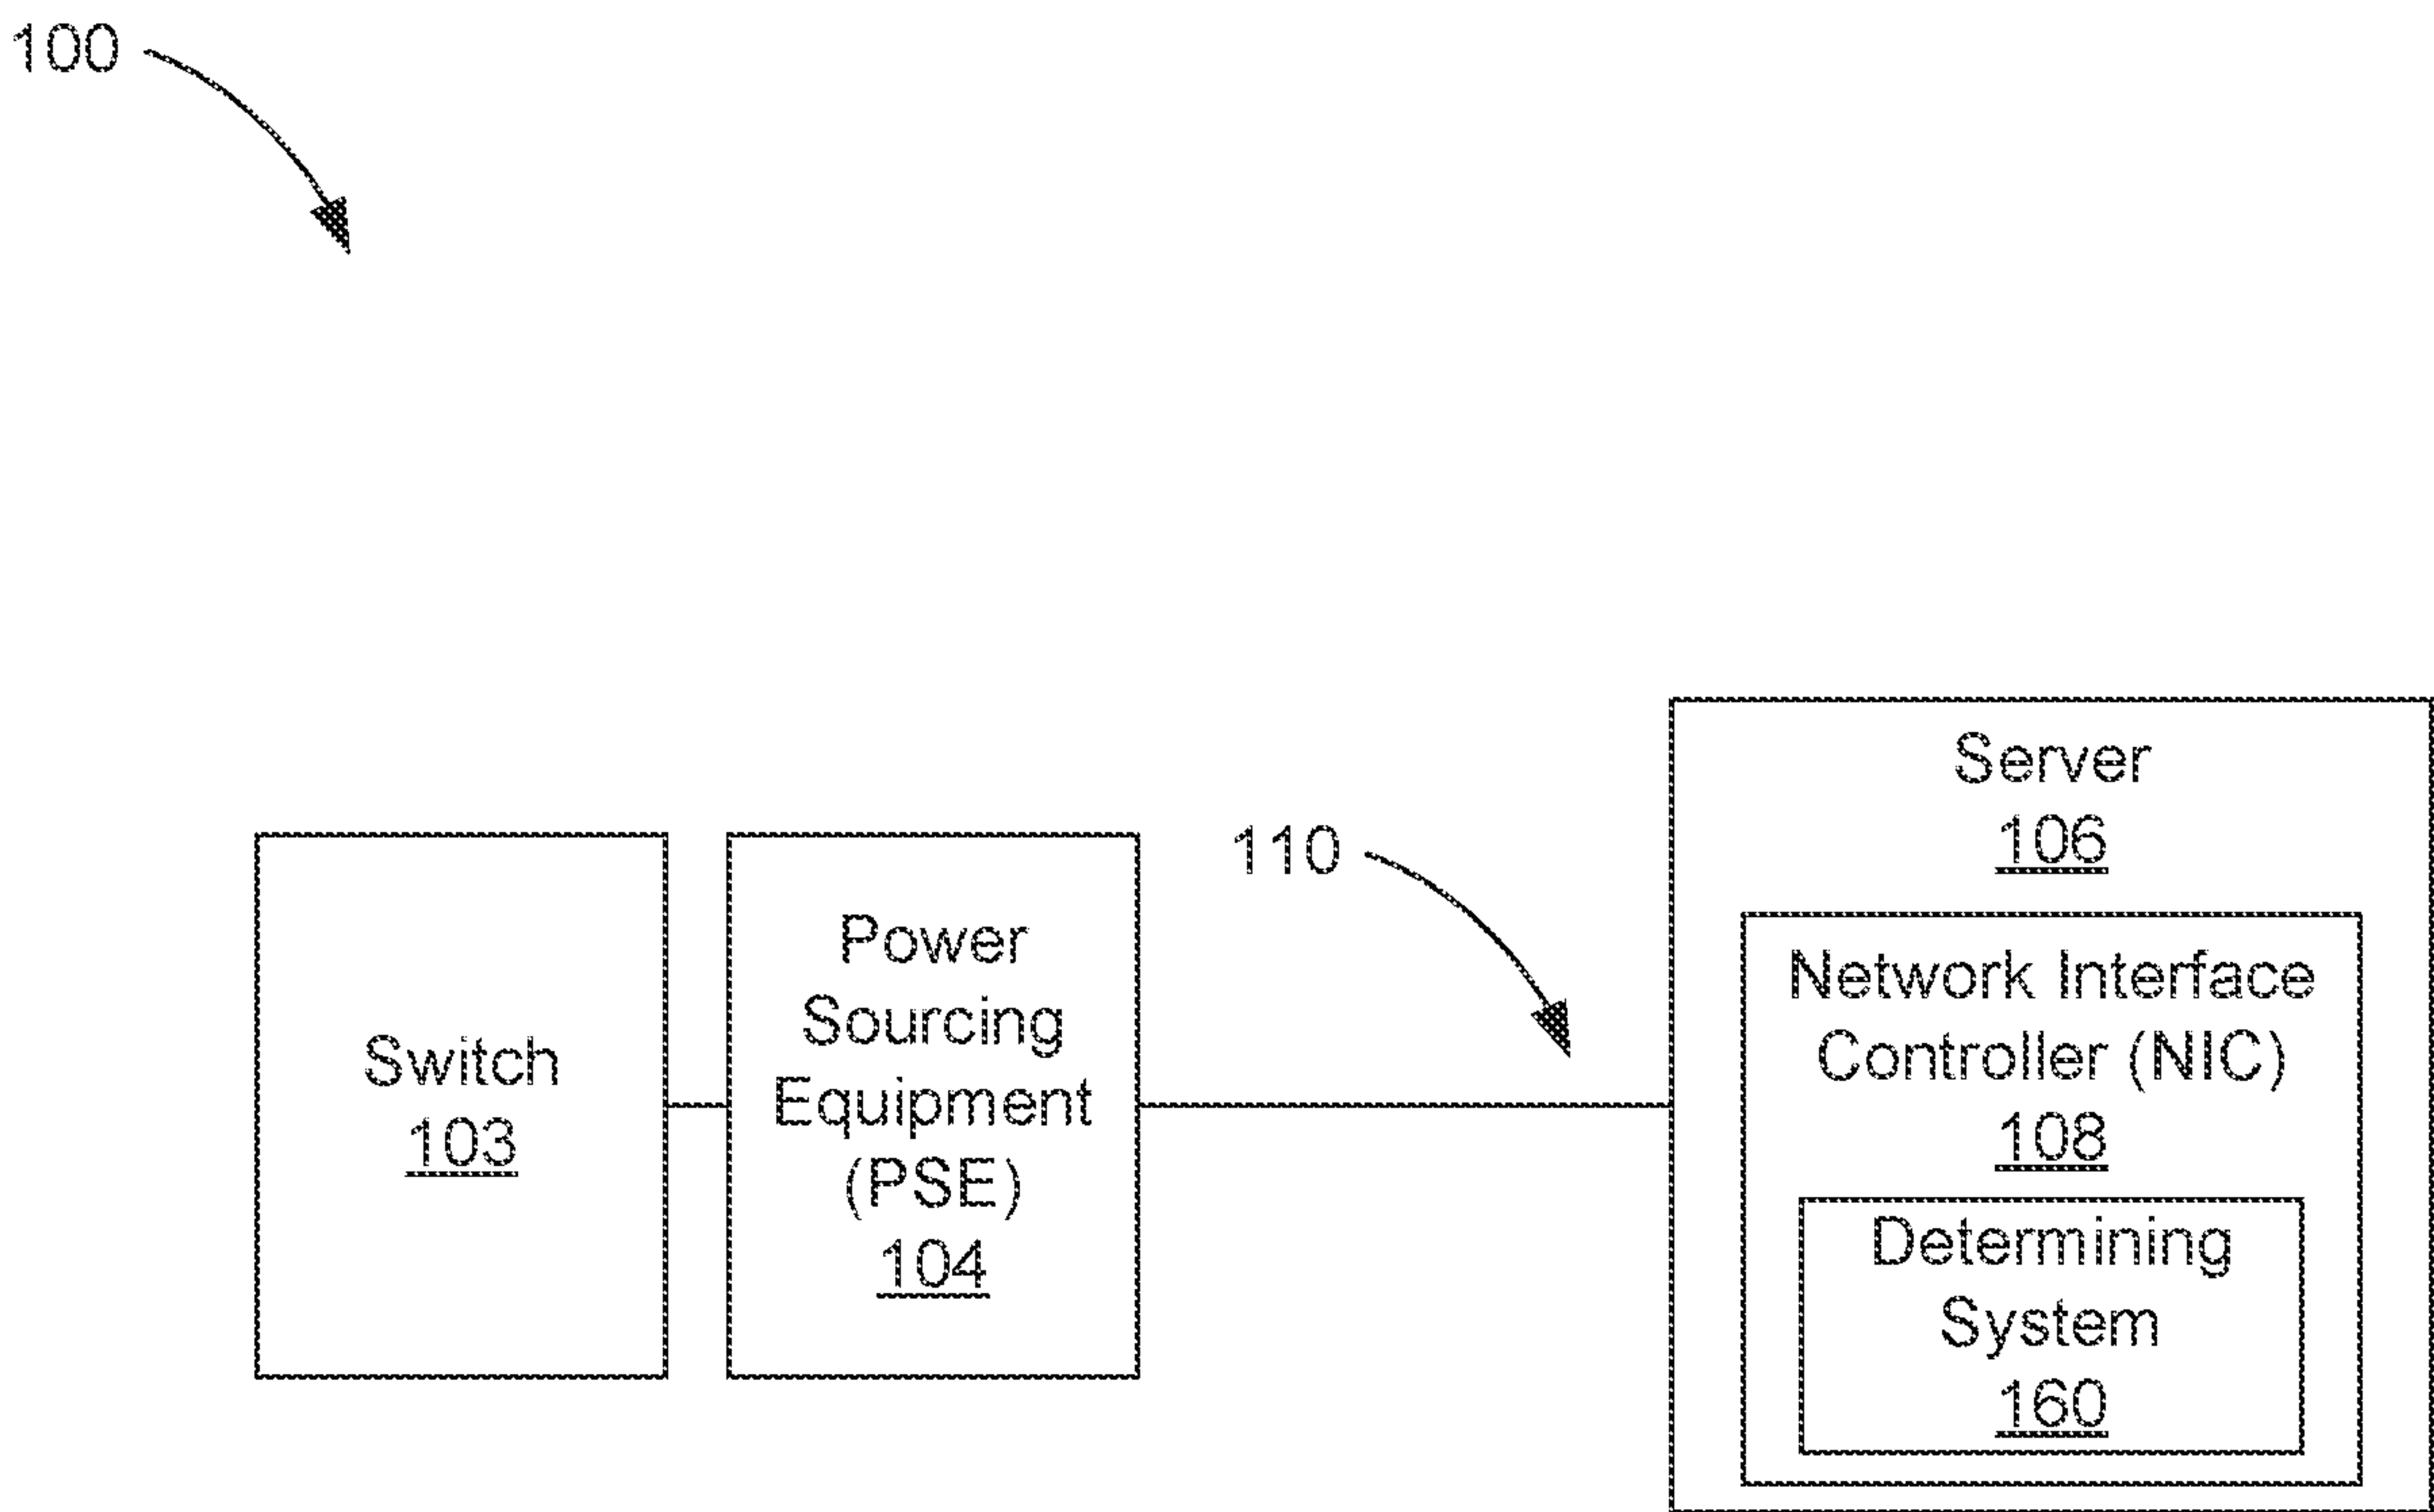 100
Switch
103
Power
Sourcing
Equipment
(PSE)
104
110
Server
106
Network Interface
Controller (NIC)
108
Determining
System
160